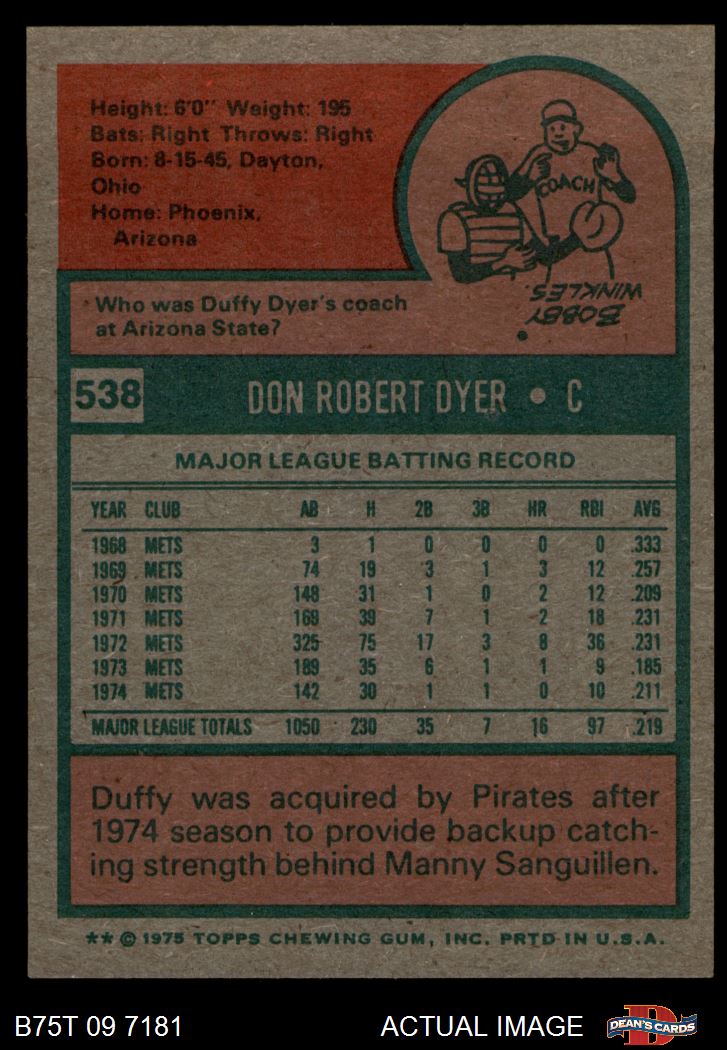 Height: 6'0" Weight: 195
Bats: Right Throws: Right
Born: 8-15-45, Dayton,
Ohio
Home: Phoenix,
Arizona
COACH
BOBBY
WINKLES.
Who was Duffy Dyer's coach
at Arizona State?
538 DON ROBERT DYER • C
MAJOR LEAGUE BATTING RECORD
YEAR CLUB AB H 2B 3B HR RBI AVG
1968 METS 3 1 0 0 0 0 .333
1969 METS 74 19 3 1 3 12 .257
1970 METS 148 31 1 0 2 12 .209
1971 METS 169 39 7 1 2 18 .231
1972 METS 325 75 17 3 8 36 .231
1973 METS 189 35 6 1 1 9 .185
1974 METS 142 30 1 1 0 10 .211
MAJOR LEAGUE TOTALS 1050 230 35 7 16 97 .219
Duffy was acquired by Pirates after
1974 season to provide backup catch-
ing strength behind Manny Sanguillen.
** © 1975 TOPPS CHEWING GUM, INC. PRTD IN U.S.A.
B75T 09 7181 ACTUAL IMAGE DEAN'S CARDS